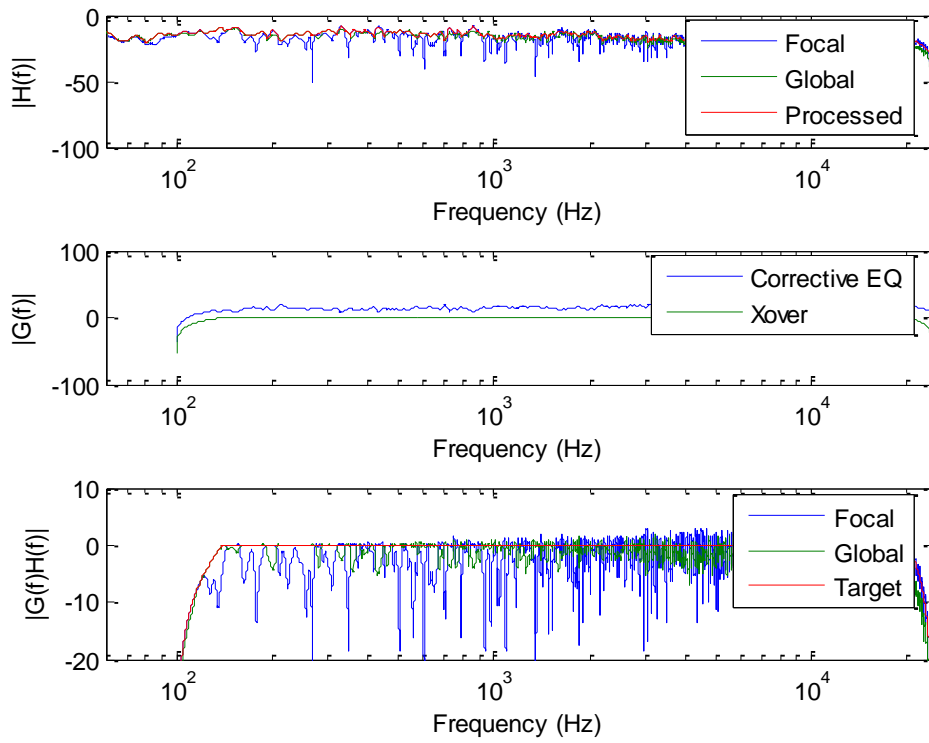 0
-50
-100
|H(f)|
10^2
10^3
10^4
Frequency (Hz)
Focal
Global
Processed
100
0
-100
|G(f)|
10^2
10^3
10^4
Frequency (Hz)
Corrective EQ
Xover
10
0
-10
-20
|G(f)H(f)|
10^2
10^3
10^4
Frequency (Hz)
Focal
Global
Target